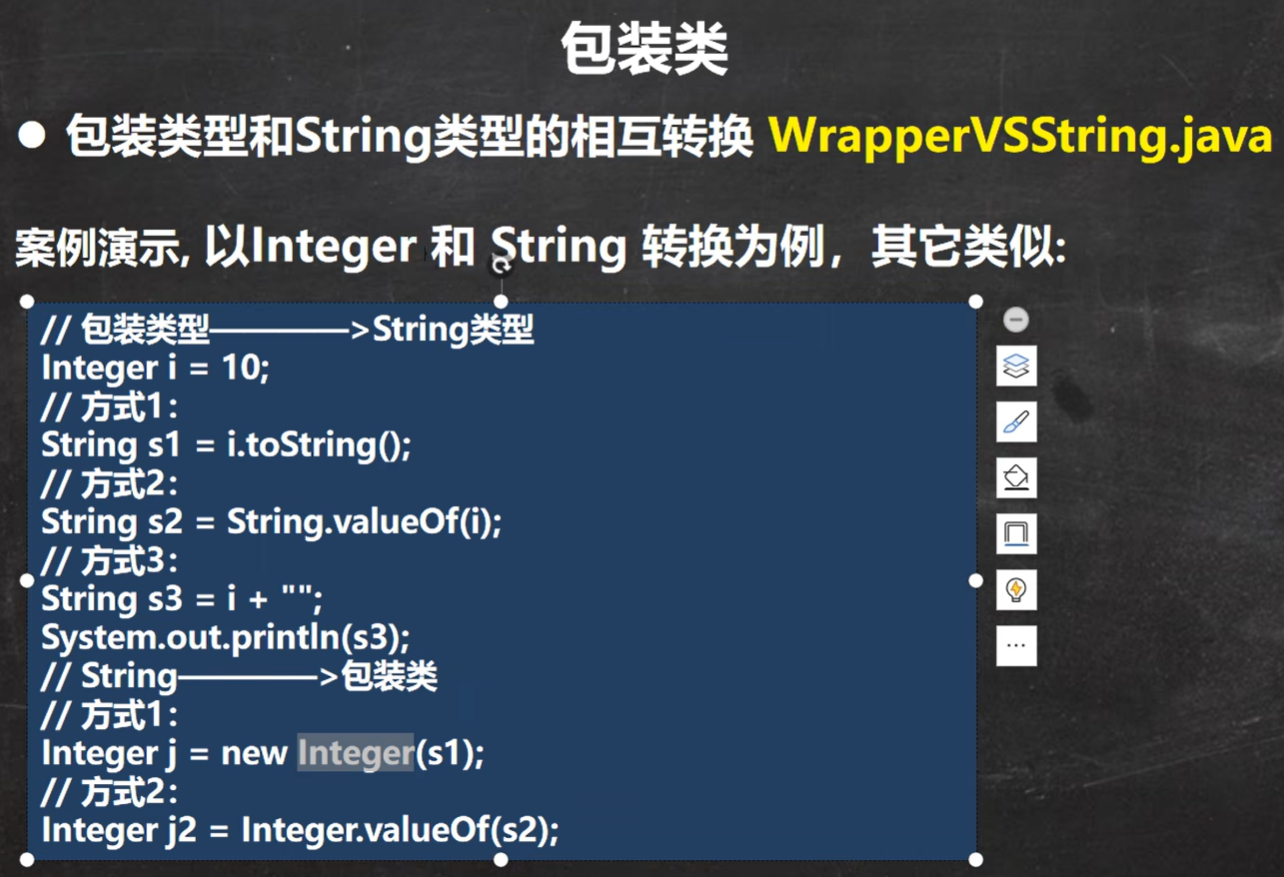 包装类
● 包装类型和String类型的相互转换 WrapperVSString.java
案例演示, 以Integer 和 String 转换为例，其它类似:
// 包装类型————>String类型
Integer i = 10;
// 方式1：
String s1 = i.toString();
// 方式2：
String s2 = String.valueOf(i);
// 方式3：
String s3 = i + "";
System.out.println(s3);
// String————>包装类
// 方式1：
Integer j = new Integer(s1);
// 方式2：
Integer j2 = Integer.valueOf(s2);